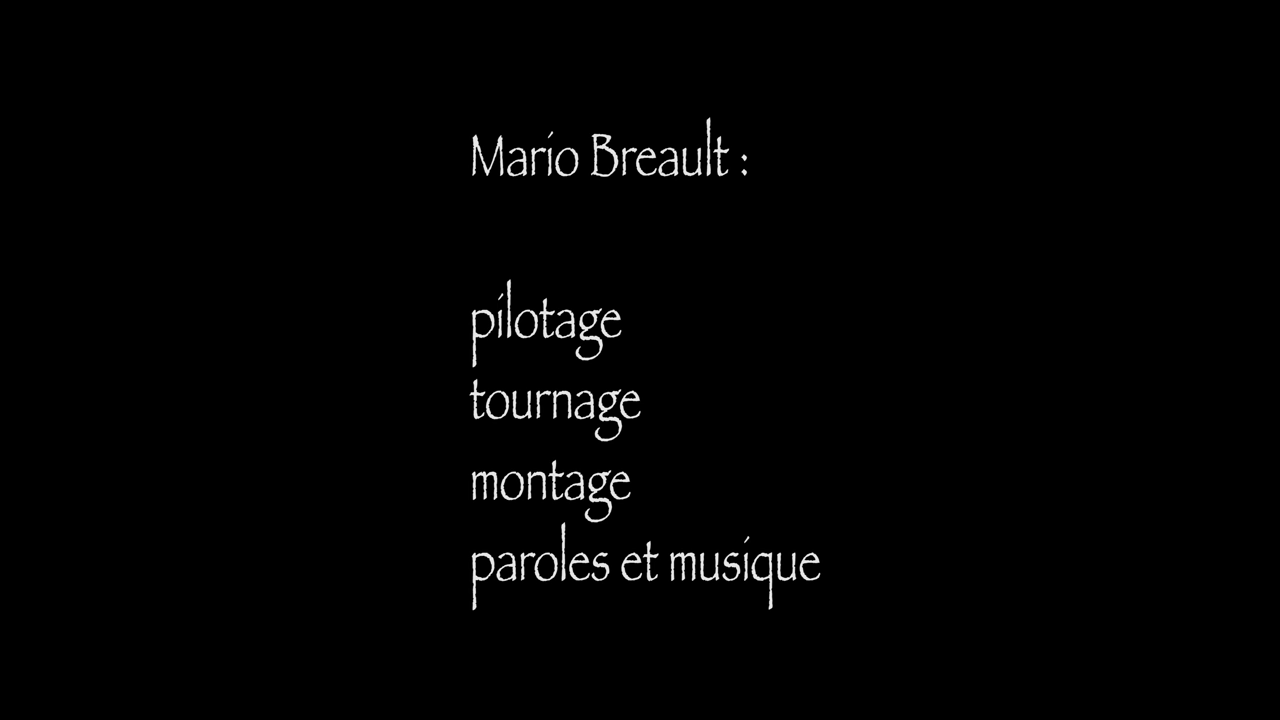 Mario Breault :
pilotage
tournage
montage
paroles et musique